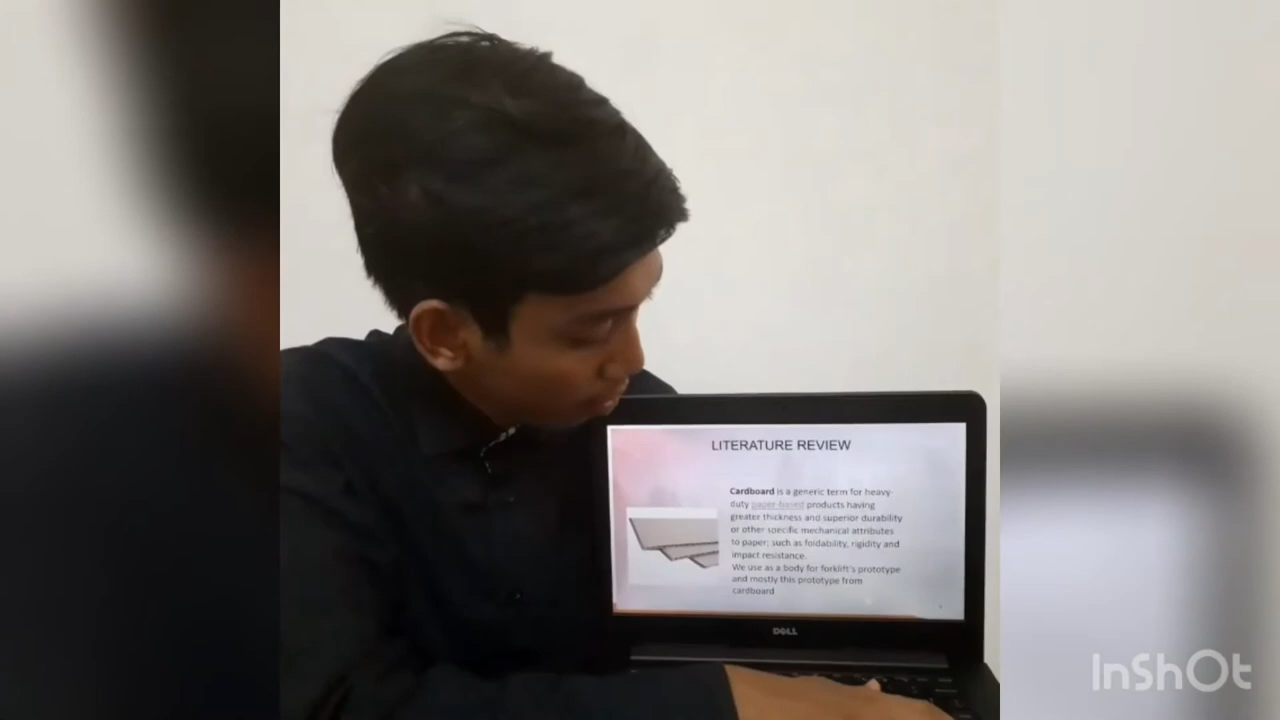 LITERATURE REVIEW
Cardboard is a generic term for heavy-
duty paper-based products having
greater thickness and superior durability
or other specific mechanical attributes
to paper; such as foldability, rigidity and
impact resistance.
We use as a body for forklift's prototype
and mostly this prototype from
cardboard
DELL
InShOt